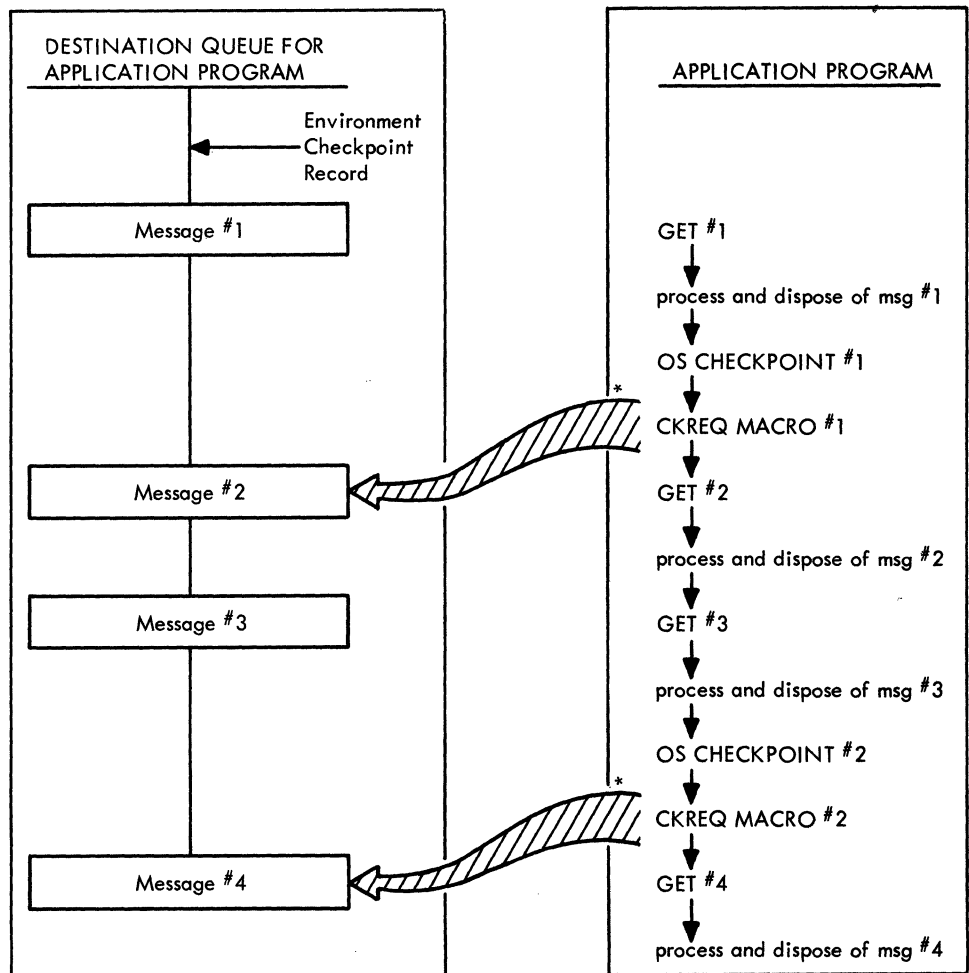 DESTINATION QUEUE FOR
APPLICATION PROGRAM
Environment
Checkpoint
Record
Message #1
Message #2
Message #3
Message #4
APPLICATION PROGRAM
GET #1
process and dispose of msg #1
OS CHECKPOINT #1
*
CKREQ MACRO #1
GET #2
process and dispose of msg #2
GET #3
process and dispose of msg #3
OS CHECKPOINT #2
*
CKREQ MACRO #2
GET #4
process and dispose of msg #4